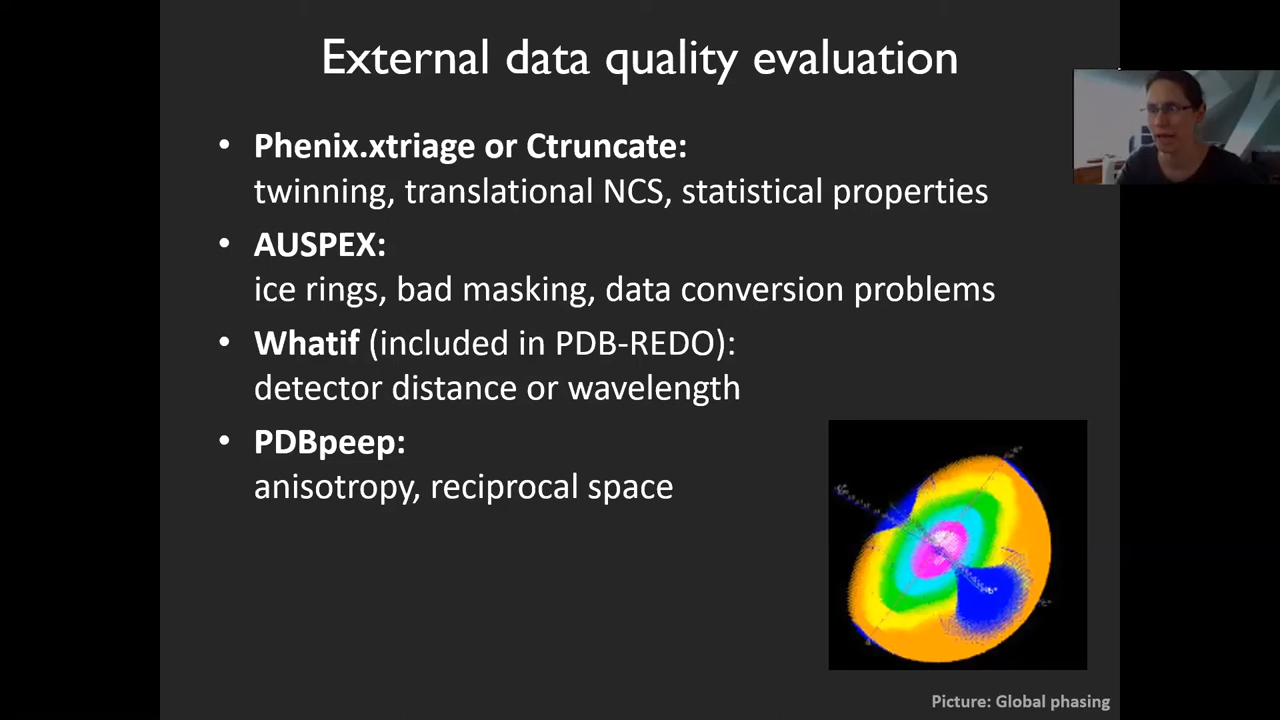 External data quality evaluation
• Phenix.xtriage or Ctruncate:
twinning, translational NCS, statistical properties
• AUSPEX:
ice rings, bad masking, data conversion problems
• Whatif (included in PDB-REDO):
detector distance or wavelength
• PDBpeep:
anisotropy, reciprocal space
Picture: Global phasing